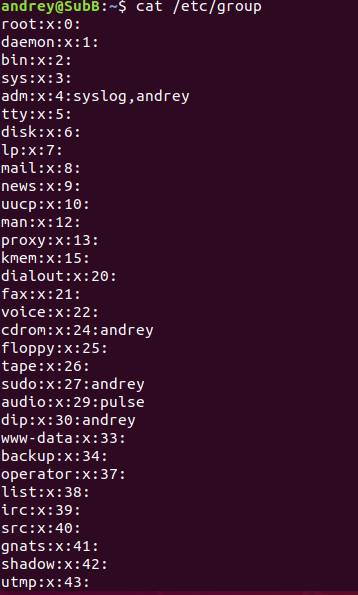 andrey@SubB:~$ cat /etc/group
root:x:0:
daemon:x:1:
bin:x:2:
sys:x:3:
adm:x:4:syslog,andrey
tty:x:5:
disk:x:6:
lp:x:7:
mail:x:8:
news:x:9:
uucp:x:10:
man:x:12:
proxy:x:13:
kmem:x:15:
dialout:x:20:
fax:x:21:
voice:x:22:
cdrom:x:24:andrey
floppy:x:25:
tape:x:26:
sudo:x:27:andrey
audio:x:29:pulse
dip:x:30:andrey
www-data:x:33:
backup:x:34:
operator:x:37:
list:x:38:
irc:x:39:
src:x:40:
gnats:x:41:
shadow:x:42:
utmp:x:43: